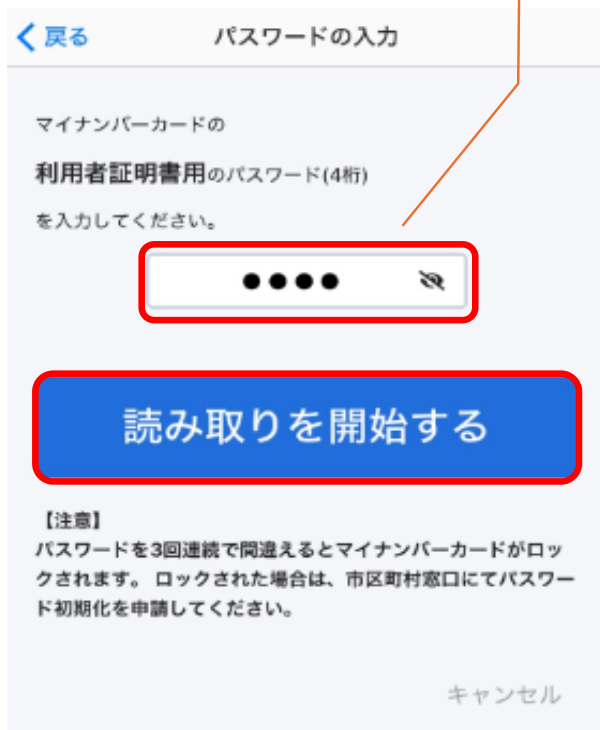 戻る パスワードの入力
マイナンバーカードの
利用者証明書用のパスワード(4桁)
を入力してください。
●●●●
読み取りを開始する
【注意】
パスワードを3回連続で間違えるとマイナンバーカードがロッ
クされます。 ロックされた場合は、市区町村窓口にてパスワー
ド初期化を申請してください。
キャンセル